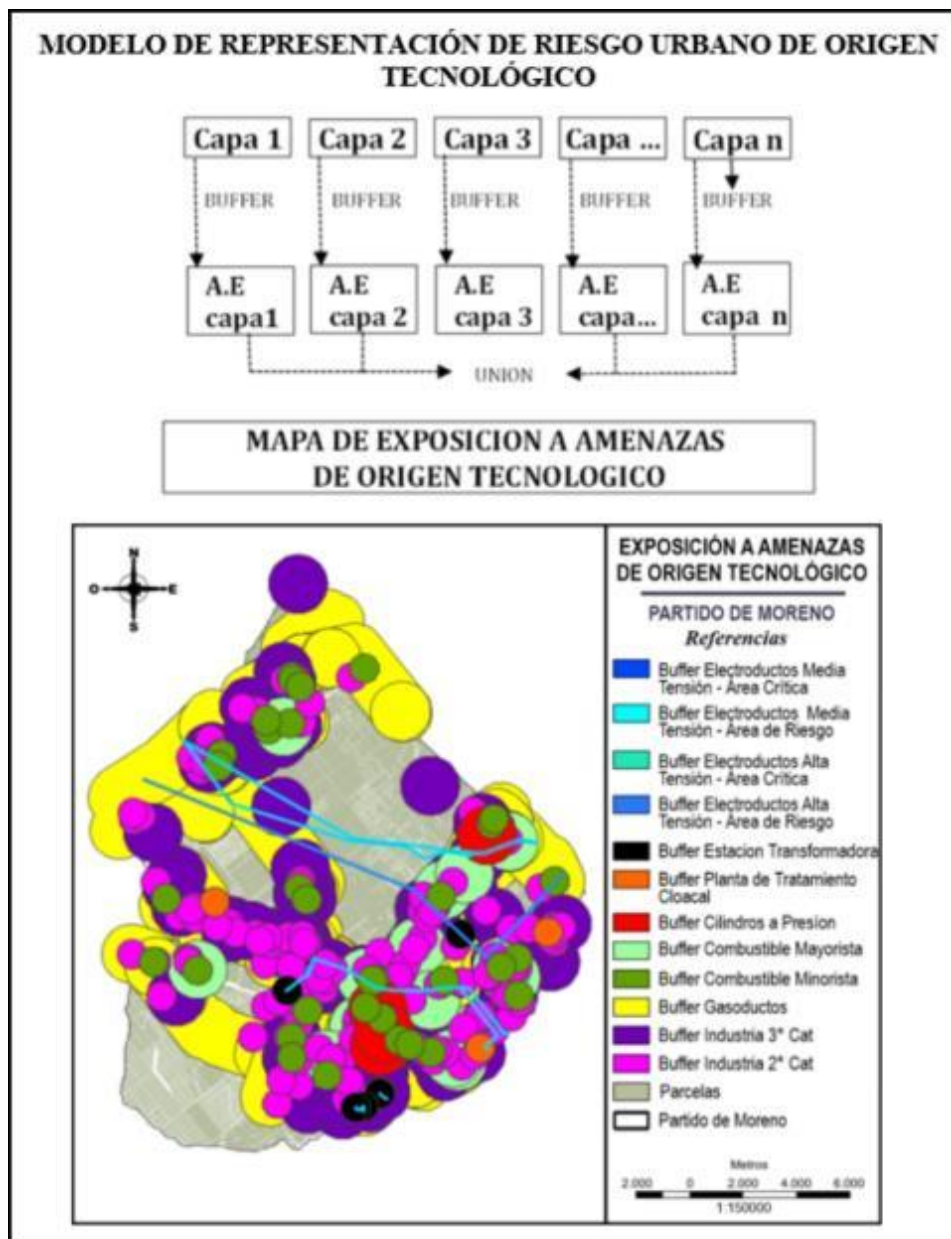 MODELO DE REPRESENTACIÓN DE RIESGO URBANO DE ORIGEN
TECNOLÓGICO
Capa 1
Capa 2
Capa 3
Capa ...
Capa n
BUFFER
BUFFER
BUFFER
BUFFER
BUFFER
A.E
capa1
A.E
capa 2
A.E
capa 3
A.E
capa...
A.E
capa n
UNION
MAPA DE EXPOSICION A AMENAZAS
DE ORIGEN TECNOLOGICO
N
O
E
S
EXPOSICIÓN A AMENAZAS
DE ORIGEN TECNOLÓGICO
PARTIDO DE MORENO
Referencias
Buffer Electroductos Media
Tensión - Area Crítica
Buffer Electroductos Media
Tensión - Area de Riesgo
Buffer Electroductos Alta
Tensión - Area Crítica
Buffer Electroductos Alta
Tensión - Area de Riesgo
Buffer Estacion Transformadora
Buffer Planta de Tratamiento
Cloacal
Buffer Cilindros a Presion
Buffer Combustible Mayorista
Buffer Combustible Minorista
Buffer Gasoductos
Buffer Industria 3° Cat
Buffer Industria 2° Cat
Parcelas
Partido de Moreno
Metros
2.000 0 2.000 4.000 6.000
1:150000